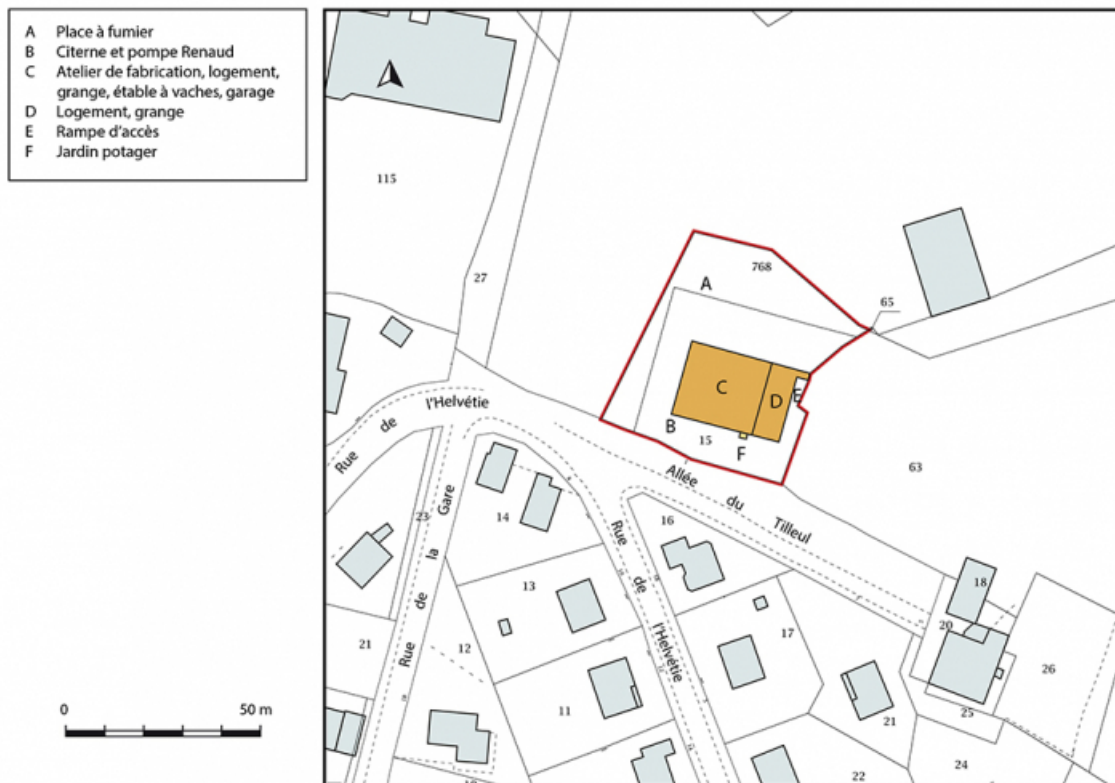 A Place à fumier
B Citerne et pompe Renaud
C Atelier de fabrication, logement,
grange, étable à vaches, garage
D Logement, grange
E Rampe d'accès
F Jardin potager
115
27
768
A
65
C
D
E
B
15
F
63
Rue de l'Helvétie
Allée du Tilleul
Rue de la Gare
23
14
16
Rue de l'Helvétie
13
12
21
11
17
18
20
26
21
25
24
22
0 50 m